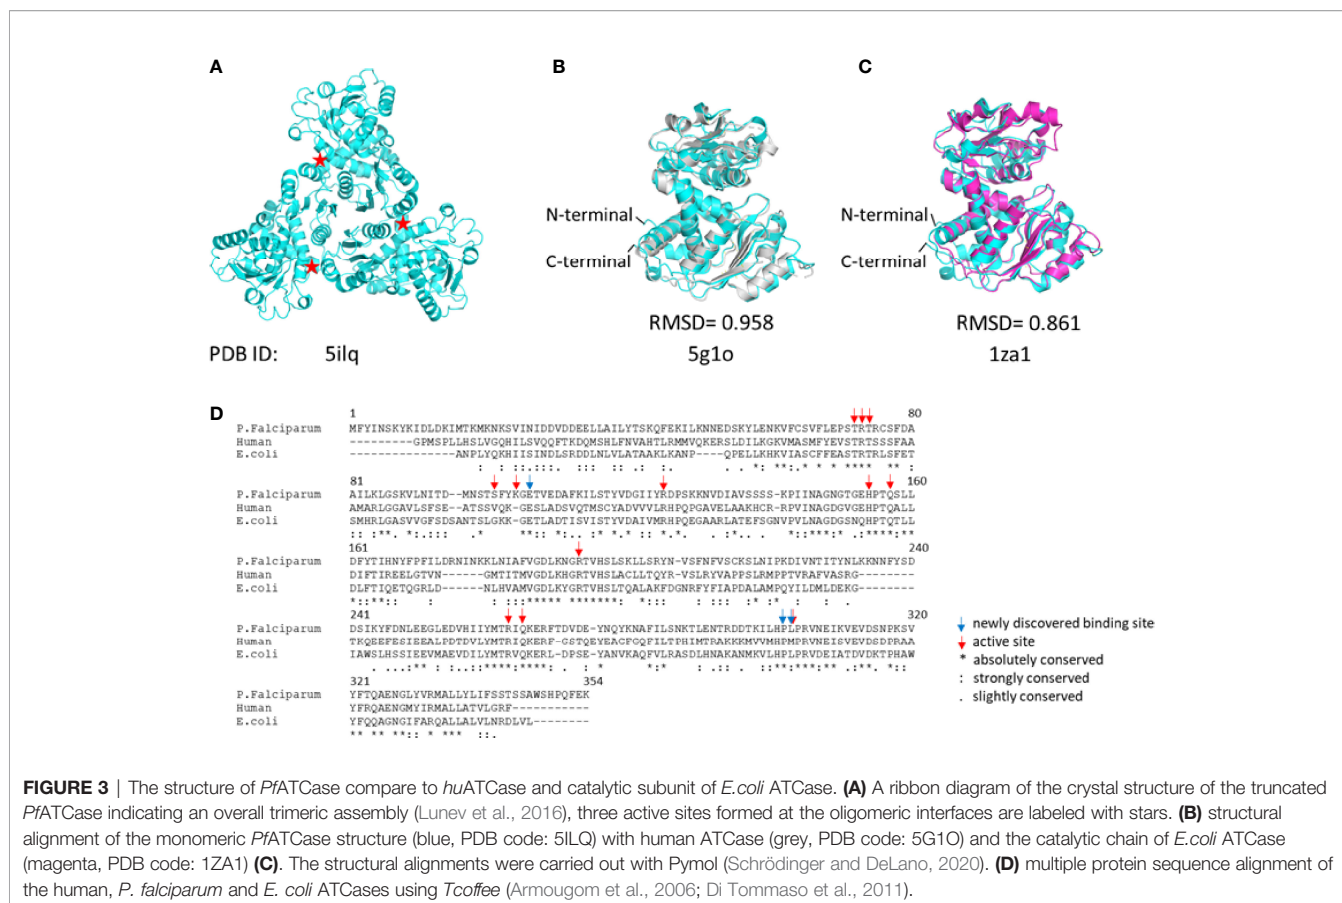 A
B
C
N-terminal
C-terminal
N-terminal
C-terminal
RMSD= 0.958
RMSD= 0.861
PDB ID: 5ilq
5g1o
1za1
D
1 80
P.Falciparum MFYINSKYKIDLDKIMTKMKNKSVINIDDVDDEELLAILYTSKQFEKILKNNEDSKYLENKVFCSVFLEPSTRTRCSFDA
Human ---------GPMSPLLHSLVGQHILSVQQFTKDQMSHLFNVAHTLRMMVQKERSLDILKGKVMASMFYEVSTRTSSSFAA
E.coli --------------ANPLYQKHIISINDLSRDDLNLVLATAAKLKANP----QPELLKHKVIASCFFEASTRTRLSFET
81 160
P.Falciparum AILKLGSKVLNITD--MNSTSFYKGETVEDAFKILSTYVDGIIYRDPSKKNVDIAVSSSS-KPIINAGNGTGEHPTQSLL
Human AMARLGGAVLSFSE--ATSSVQK-GESLADSVQTMSCYADVVVLRHPQPGAVELAAKHCR-RPVINAGDGVGEHPTQALL
E.coli SMHRLGASVVGFSDSANTSLGKK-GETLADTISVISTYVDAIVMRHPQEGAARLATEFSGNVPVLNAGDGSNQHPTQTLL
161 240
P.Falciparum DFYTIHNYFPFILDRNINKKLNIAFVGDLKNGRTVHSLSKLLSRYN-VSFNFVSCKSLNIPKDIVNTITYNLKKNNFYSD
Human DIFTIREELGTVN------GMTITMVGDLKHGRTVHSLACLLTQYR-VSLRYVAPPSLRMPPTVRAFVASRG--------
E.coli DLFTIQETQGRLD------NLHVAMVGDLKYGRTVHSLTQALAKFDGNRFYFIAPDALAMPQYILDMLDEKG--------
241 320
P.Falciparum DSIKYFDNLEEGLEDVHIIYMTRIQKERFTDVDE-YNQYKNAFILSNKTLENTRDDTKILHPLPRVNEIKVEVDSNPKSV
Human TKQEEFESIEEALPDTDVLYMTRIQKERF-GSTQEYEACFGQFILTPHIMTRAKKKMVVMHPMPRVNEISVEVDSDPRAA
E.coli IAWSLHSSIEEVMAEVDILYMTRVQKERL-DPSE-YANVKAQFVLRASDLHNAKANMKVLHPLPRVDEIATDVDKTPHAW
321 354
P.Falciparum YFTQAENGLYVRMALLYLIFSSTSSAWSHPQFEK
Human YFRQAENGMYIRMALLATVLGRF-----------
E.coli YFQQAGNGIFARQALLALVLNRDLVL--------
newly discovered binding site
active site
* absolutely conserved
: strongly conserved
. slightly conserved
FIGURE 3 | The structure of PfATCase compare to huATCase and catalytic subunit of E.coli ATCase. (A) A ribbon diagram of the crystal structure of the truncated
PfATCase indicating an overall trimeric assembly (Lunev et al., 2016), three active sites formed at the oligomeric interfaces are labeled with stars. (B) structural
alignment of the monomeric PfATCase structure (blue, PDB code: 5ILQ) with human ATCase (grey, PDB code: 5G1O) and the catalytic chain of E.coli ATCase
(magenta, PDB code: 1ZA1) (C). The structural alignments were carried out with Pymol (Schrödinger and DeLano, 2020). (D) multiple protein sequence alignment of
the human, P. falciparum and E. coli ATCases using Tcoffee (Armougom et al., 2006; Di Tommaso et al., 2011).